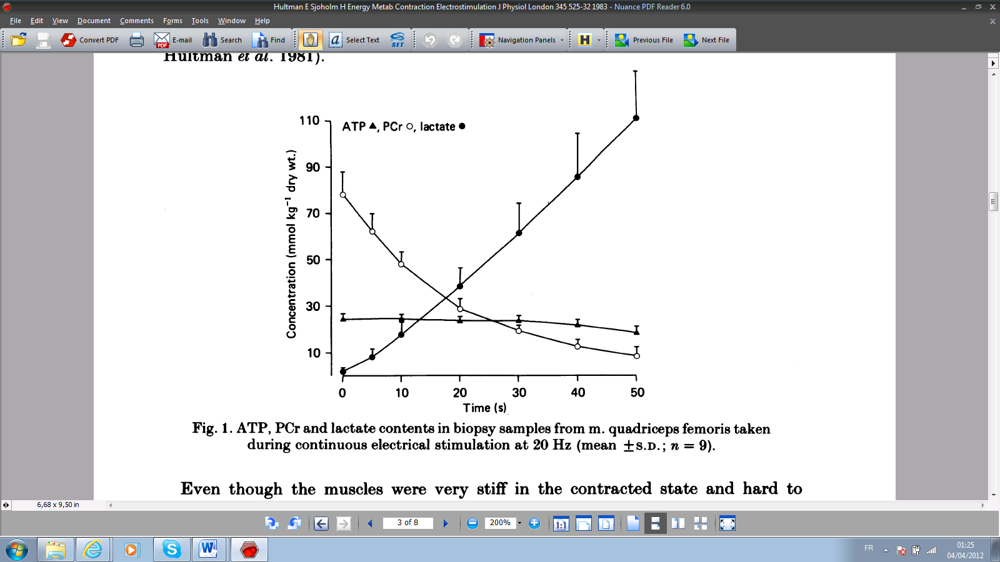 Hultman E Sjoholm H Energy Metab Contraction Electrostimulation J Physiol London 345 525-32 1983 - Nuance PDF Reader 6.0
File Edit View Document Comments Forms Tools Window Help
Convert PDF E-mail Search Find Select Text SET Navigation Panels H Previous File Next File
Hultman et al. 1981).
110
90
70
50
30
10
Concentration (mmol kg⁻¹ dry wt.)
ATP ▲, PCr ○, lactate ●
0 10 20 30 40 50
Time (s)
Fig. 1. ATP, PCr and lactate contents in biopsy samples from m. quadriceps femoris taken
during continuous electrical stimulation at 20 Hz (mean ±S.D.; n = 9).
Even though the muscles were very stiff in the contracted state and hard to
6,68 x 9,50 in
3 of 8 200% 1:1
FR 01:25
04/04/2012